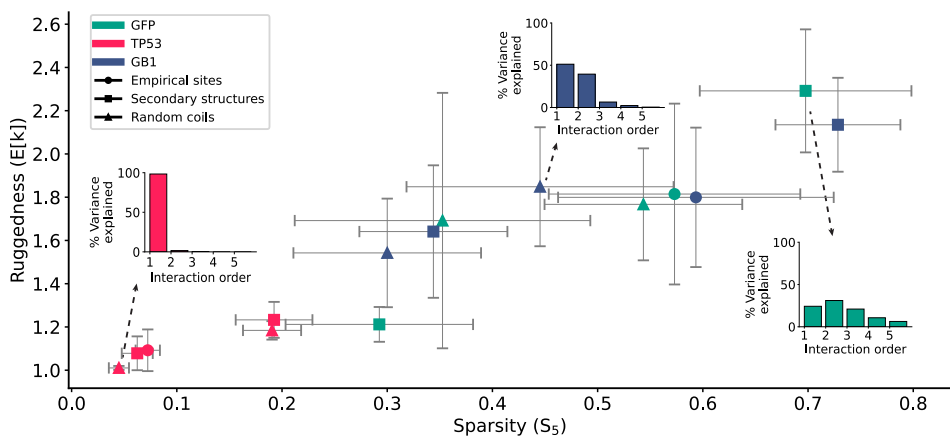 2.6
2.4
2.2
2.0
1.8
1.6
1.4
1.2
1.0
Ruggedness (E[k])
GFP
TP53
GB1
Empirical sites
Secondary structures
Random coils
100
50
0
% Variance
explained
1 2 3 4 5
Interaction order
100
50
0
% Variance
explained
1 2 3 4 5
Interaction order
100
50
0
% Variance
explained
1 2 3 4 5
Interaction order
0.0 0.1 0.2 0.3 0.4 0.5 0.6 0.7 0.8
Sparsity (S₅)